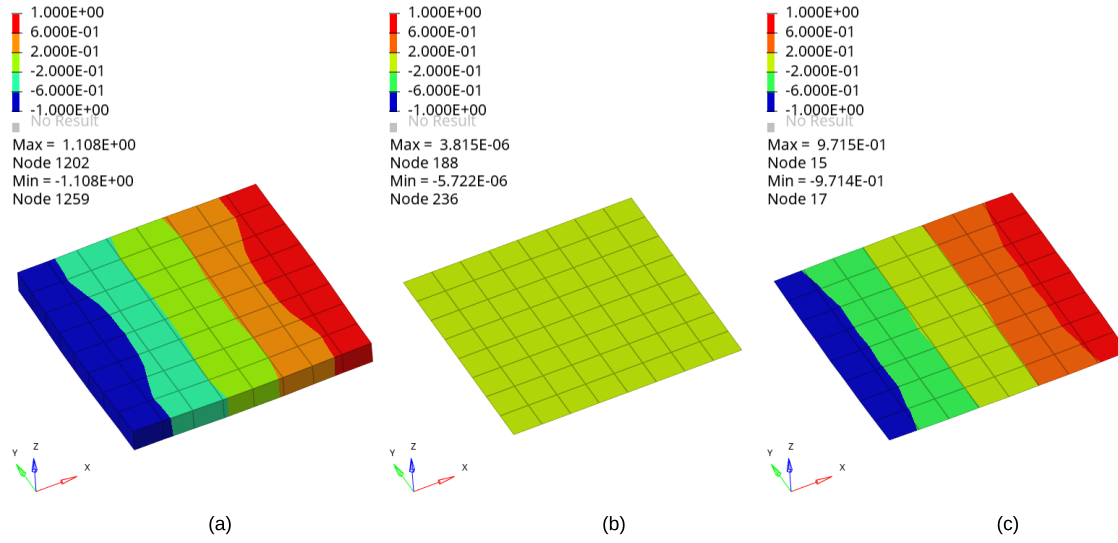 1.000E+00
6.000E-01
2.000E-01
-2.000E-01
-6.000E-01
-1.000E+00
No Result
Max = 1.108E+00
Node 1202
Min = -1.108E+00
Node 1259
Y
Z
X
(a)
1.000E+00
6.000E-01
2.000E-01
-2.000E-01
-6.000E-01
-1.000E+00
No Result
Max = 3.815E-06
Node 188
Min = -5.722E-06
Node 236
Y
Z
X
(b)
1.000E+00
6.000E-01
2.000E-01
-2.000E-01
-6.000E-01
-1.000E+00
No Result
Max = 9.715E-01
Node 15
Min = -9.714E-01
Node 17
Y
Z
X
(c)